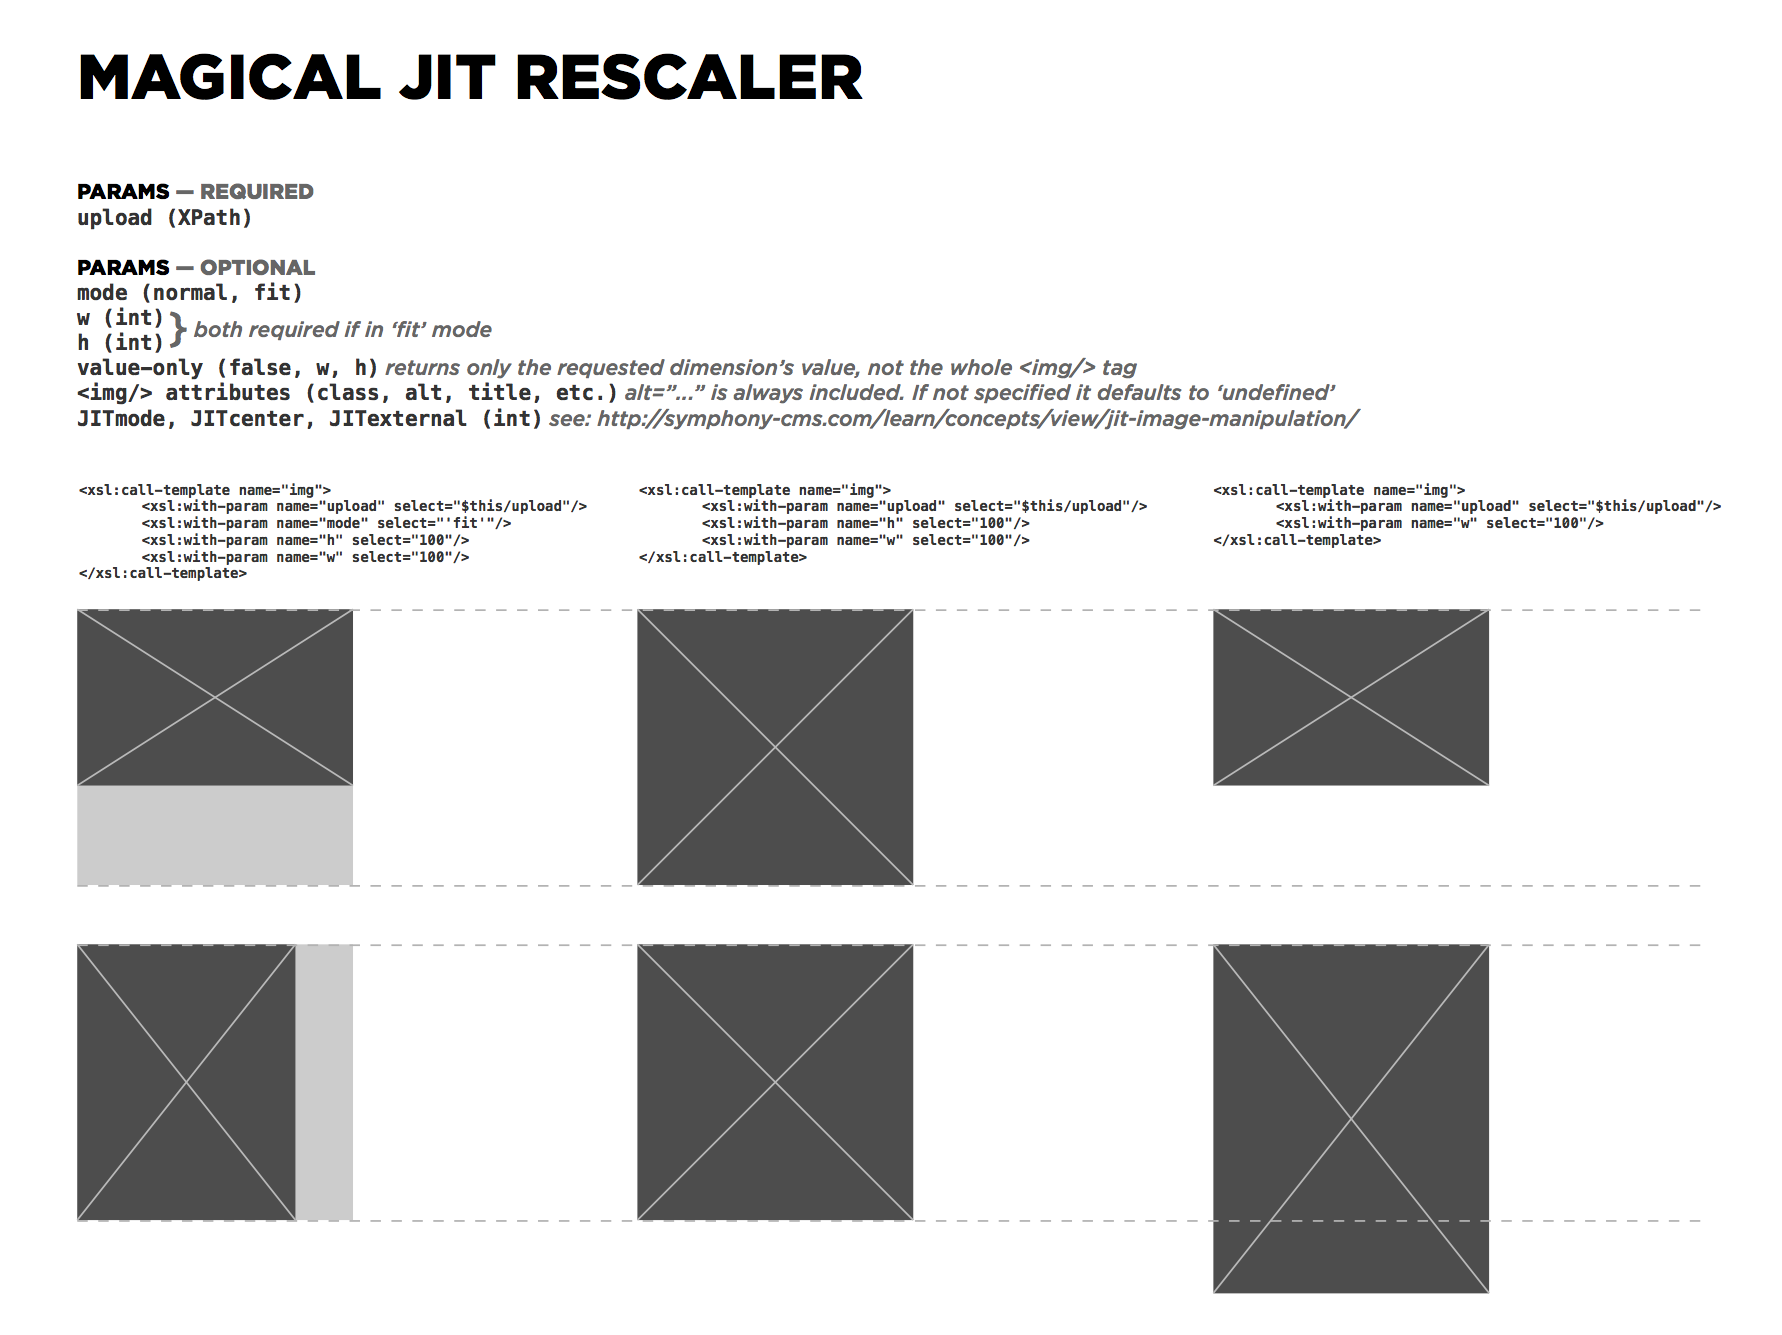 MAGICAL JIT RESCALER
PARAMS — REQUIRED
upload (XPath)
PARAMS — OPTIONAL
mode (normal, fit)
w (int)
h (int)
} both required if in ‘fit’ mode
value-only (false, w, h) returns only the requested dimension’s value, not the whole <img/> tag
<img/> attributes (class, alt, title, etc.) alt=”...” is always included. If not specified it defaults to ‘undefined’
JITmode, JITcenter, JITexternal (int) see: http://symphony-cms.com/learn/concepts/view/jit-image-manipulation/
<xsl:call-template name="img">
<xsl:with-param name="upload" select="$this/upload"/>
<xsl:with-param name="mode" select="'fit'"/>
<xsl:with-param name="h" select="100"/>
<xsl:with-param name="w" select="100"/>
</xsl:call-template>
<xsl:call-template name="img">
<xsl:with-param name="upload" select="$this/upload"/>
<xsl:with-param name="h" select="100"/>
<xsl:with-param name="w" select="100"/>
</xsl:call-template>
<xsl:call-template name="img">
<xsl:with-param name="upload" select="$this/upload"/>
<xsl:with-param name="w" select="100"/>
</xsl:call-template>